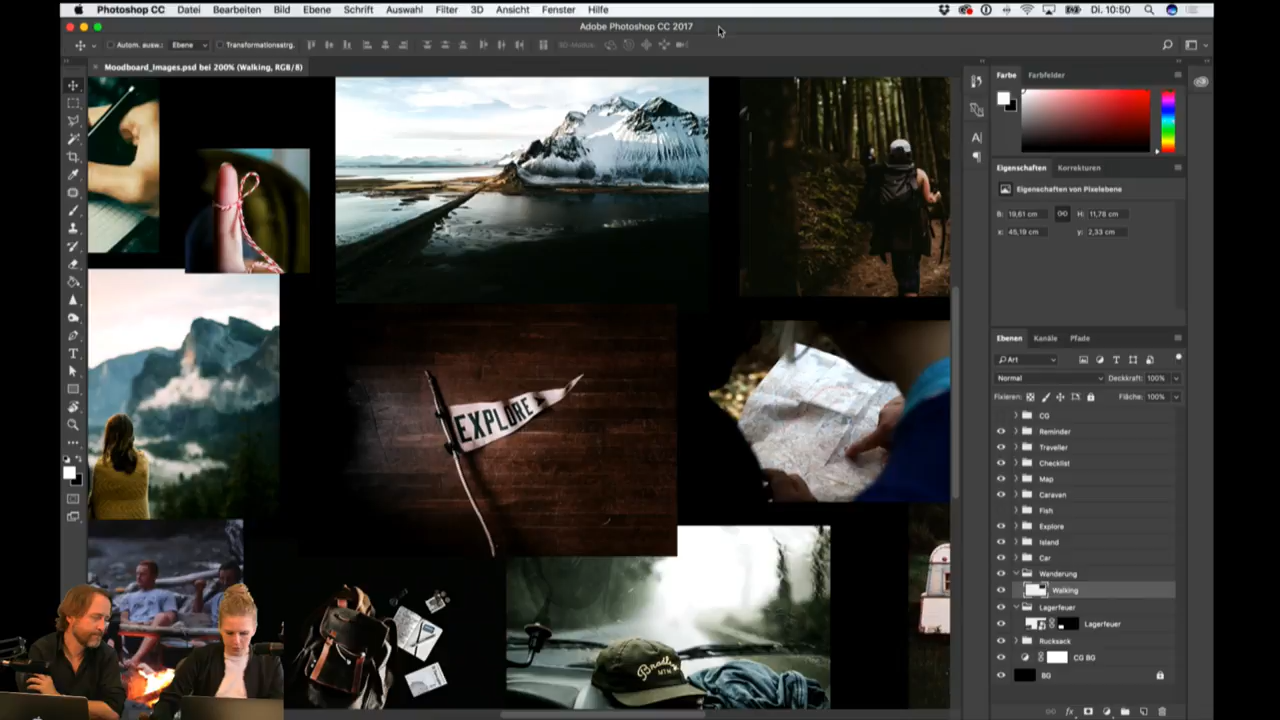 Photoshop CC Datei Bearbeiten Bild Ebene Schrift Auswahl Filter 3D Ansicht Fenster Hilfe Di. 10:50
Adobe Photoshop CC 2017
Autom. ausw.: Ebene Transformationsstrg. 3D-Modus:
× Moodboard_Images.psd bei 200% (Walking, RGB/8)
Farbe Farbfelder
Eigenschaften Korrekturen
Eigenschaften von Pixelebene
B: 19,61 cm H: 11,78 cm
x: 45,19 cm y: 2,33 cm
EXPLORE
Ebenen Kanäle Pfade
Art
Normal Deckkraft: 100%
Fixieren: Fläche: 100%
CG
Reminder
Traveller
Checklist
Map
Caravan
Fish
Explore
Island
Car
Wanderung
Walking
Lagerfeuer
Lagerfeuer
Rucksack
CG BG
BG